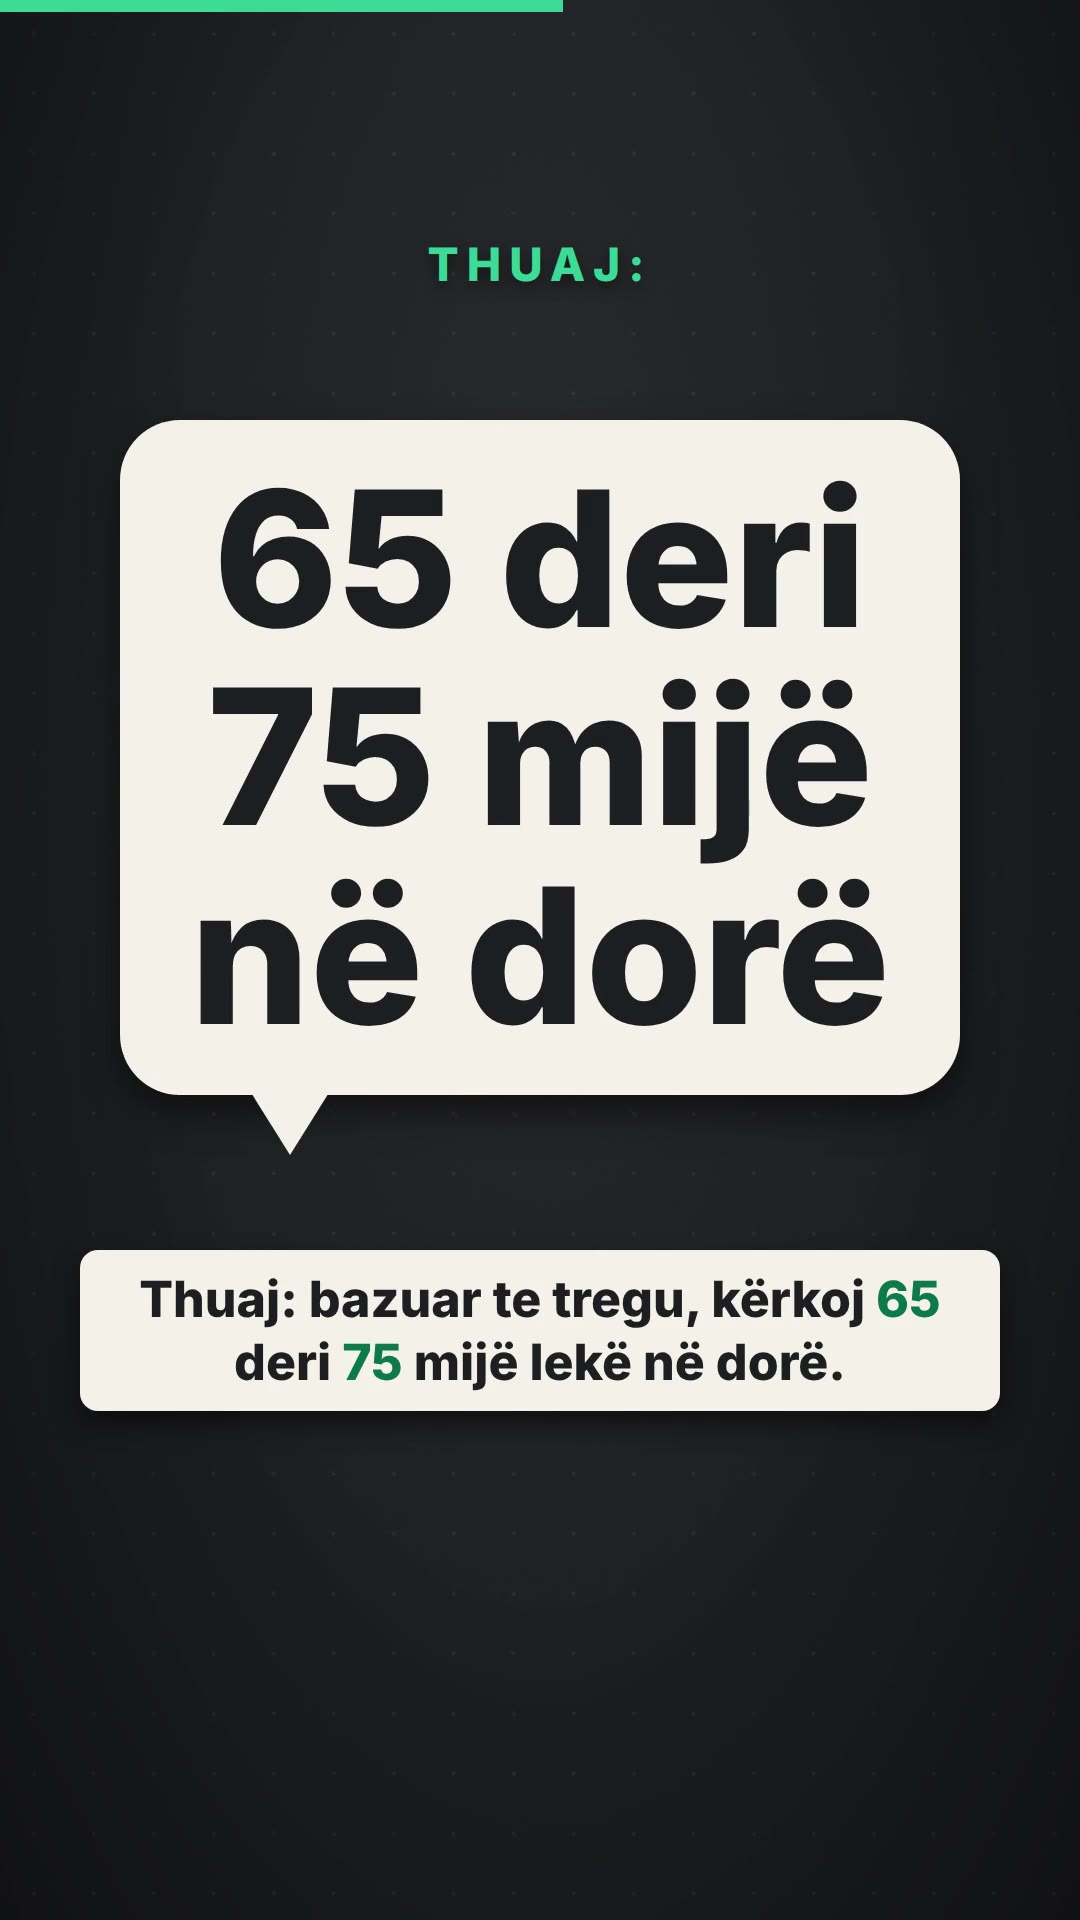 THUAJ:
65 deri
75 mijë
në dorë
Thuaj: bazuar te tregu, kërkoj 65
deri 75 mijë lekë në dorë.